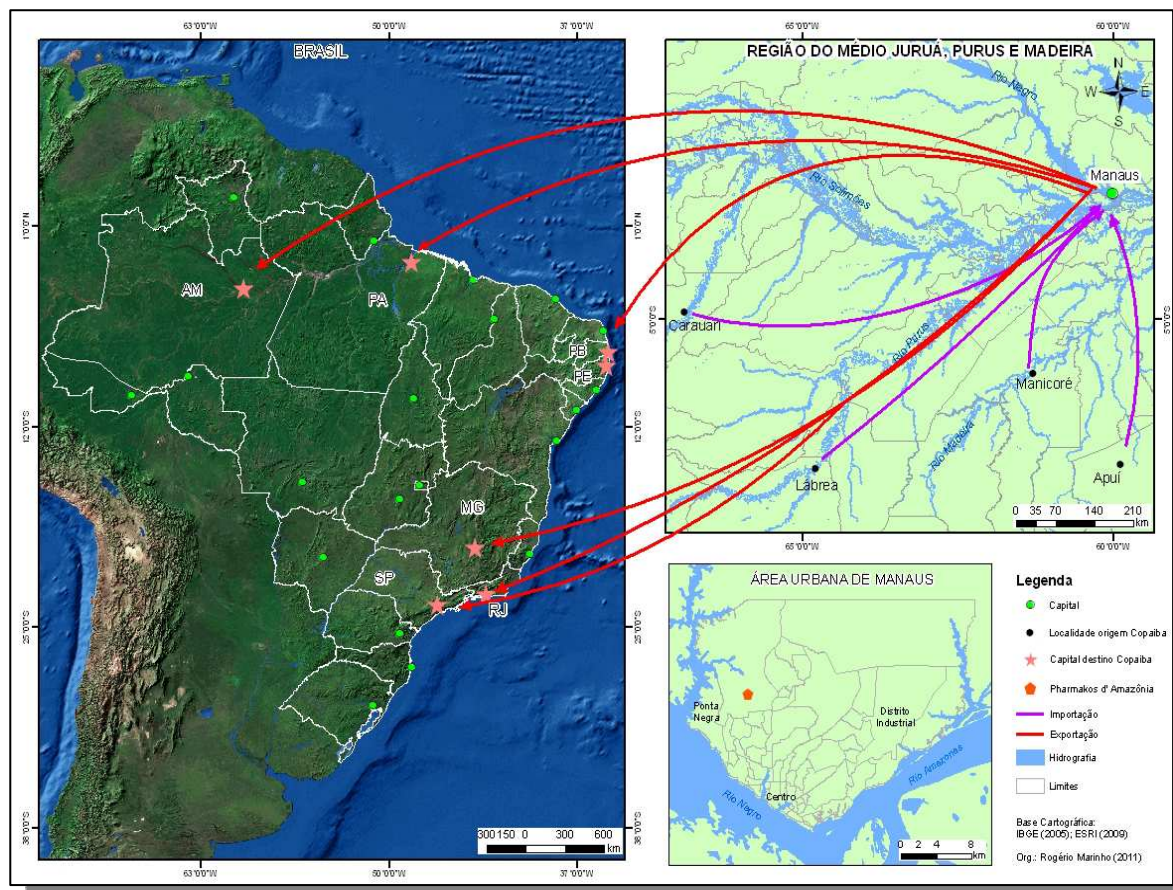 63°0'0"W 50°0'0"W 37°0'0"W
BRASIL
1°0'0"N
12°0'0"S
25°0'0"S
38°0'0"S
AM
PA
PB
PE
MG
SP
RJ
300 150 0 300 600
km
63°0'0"W 50°0'0"W 37°0'0"W
1°0'0"N
12°0'0"S
25°0'0"S
38°0'0"S
65°0'0"W 60°0'0"W
REGIÃO DO MÉDIO JURUÁ, PURUS E MADEIRA
N
W E
S
Rio Negro
Manaus
Rio Solimões
5°0'0"S
5°0'0"S
Carauari
Rio Purus
Manicoré
Rio Madeira
Lábrea
Apuí
0 35 70 140 210
km
65°0'0"W 60°0'0"W
ÁREA URBANA DE MANAUS
Ponta
Negra
Distrito
Industrial
Centro
Rio Negro
Rio Amazonas
0 2 4 8
km
Legenda
Capital
Localidade origem Copaiba
Capital destino Copaiba
Pharmakos d' Amazônia
Importação
Exportação
Hidrografia
Limites
Base Cartográfica:
IBGE (2005); ESRI (2009)
Org.: Rogério Marinho (2011)